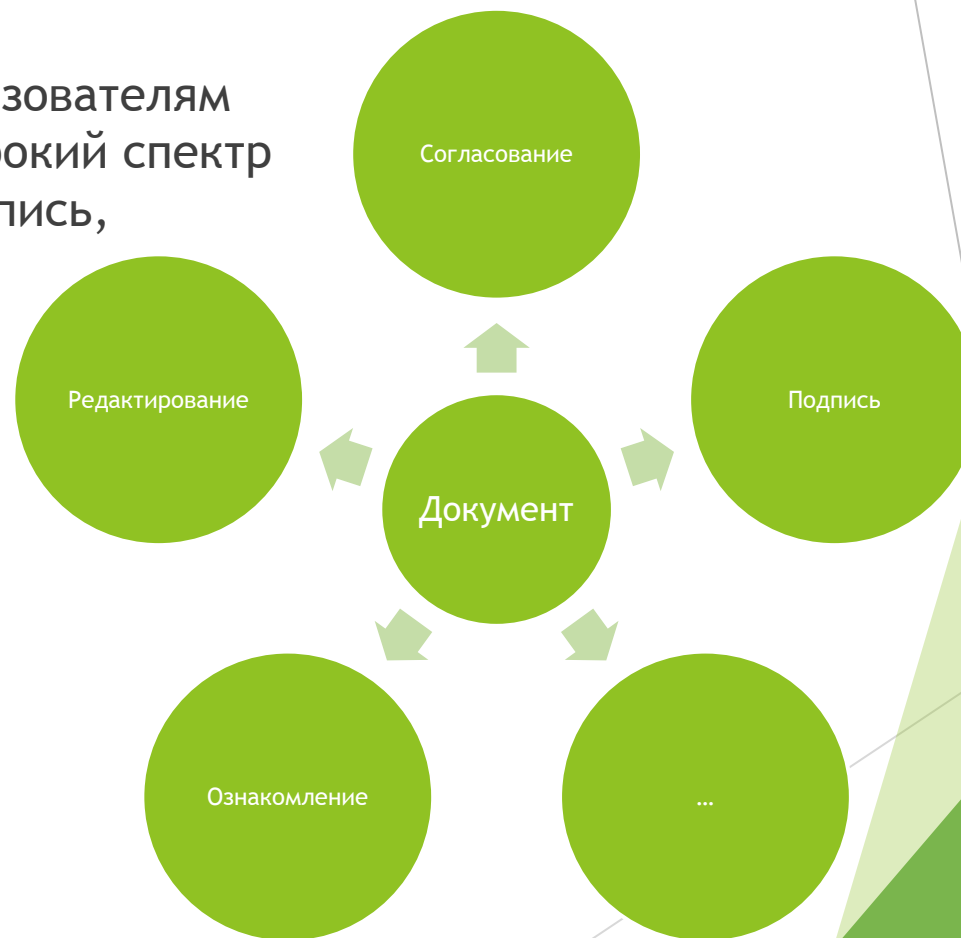 зователям
окий спектр
пись,
Согласование
Редактирование
Подпись
Документ
Ознакомление
...